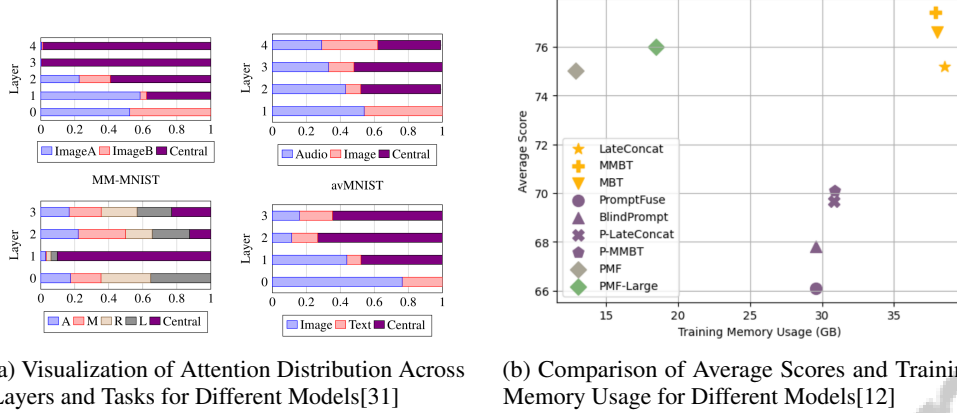 4
3
2
1
0
Layer
0 0.2 0.4 0.6 0.8 1
ImageA ImageB Central
MM-MNIST
4
3
2
1
Layer
0 0.2 0.4 0.6 0.8 1
Audio Image Central
avMNIST
3
2
1
0
Layer
0 0.2 0.4 0.6 0.8 1
A M R L Central
3
2
1
0
Layer
0 0.2 0.4 0.6 0.8 1
Image Text Central
a) Visualization of Attention Distribution Across
Layers and Tasks for Different Models[31]
76
74
72
70
68
66
Average Score
LateConcat
MMBT
MBT
PromptFuse
BlindPrompt
P-LateConcat
P-MMBT
PMF
PMF-Large
15 20 25 30 35
Training Memory Usage (GB)
(b) Comparison of Average Scores and Training
Memory Usage for Different Models[12]